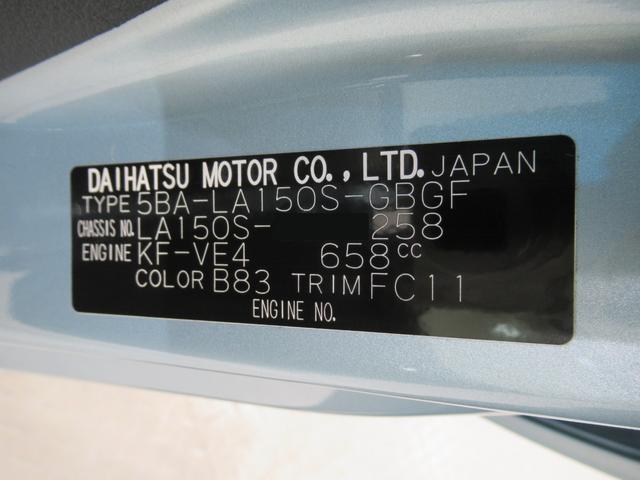 DAIHATSU MOTOR CO.,LTD. JAPAN
TYPE 5BA-LA150S-GBGF
CHASSIS NO. LA150S- 258
ENGINE KF-VE4 658cc
COLOR B83 TRIM FC11
ENGINE NO.